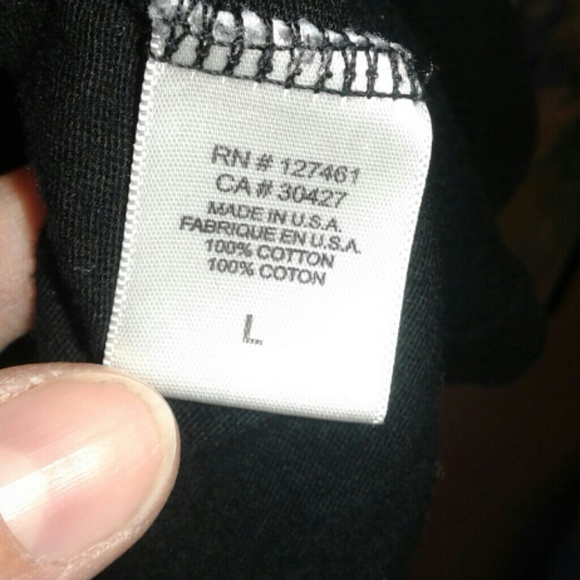 RN # 127461
CA # 30427
MADE IN U.S.A.
FABRIQUE EN U.S.A.
100% COTTON
100% COTON
L